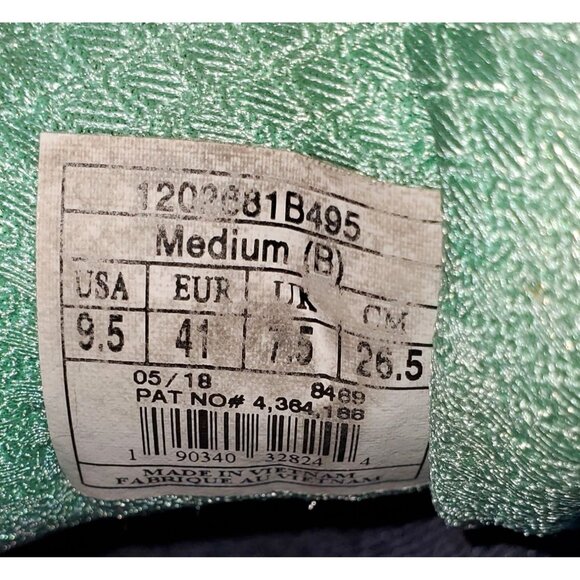 1202681B495
Medium (B)
USA EUR UK CM
9.5 41 7.5 26.5
05/18 8469
PAT NO# 4,364,188
1 90340 32824 4
MADE IN VIETNAM
FABRIQUE AU VIETNAM